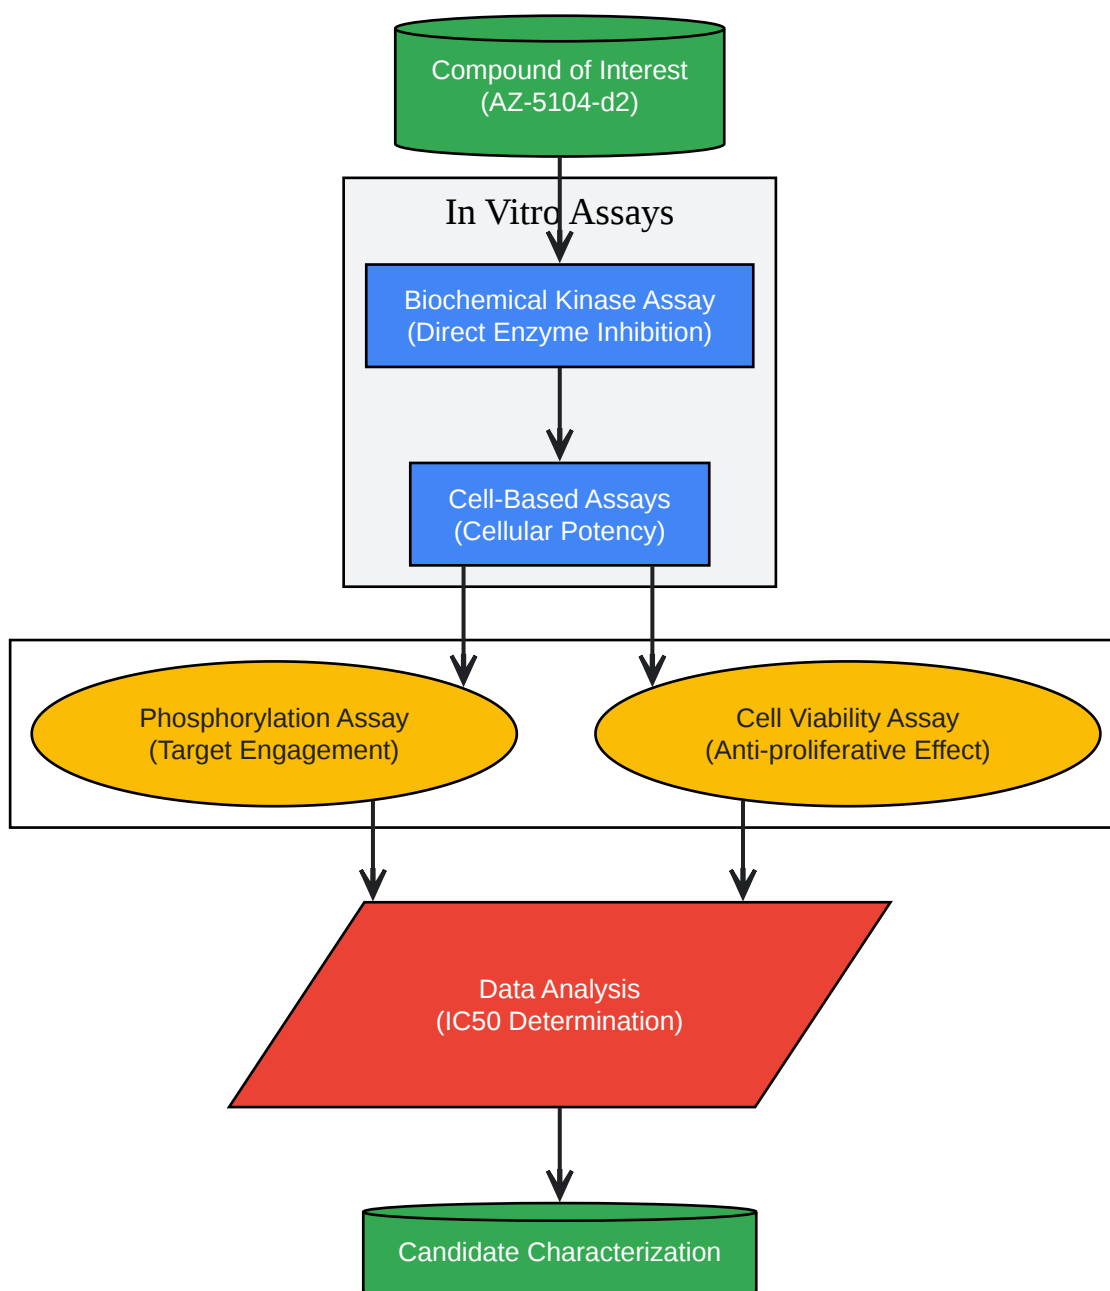 Compound of Interest
(AZ-5104-d2)
In Vitro Assays
Biochemical Kinase Assay
(Direct Enzyme Inhibition)
Cell-Based Assays
(Cellular Potency)
Phosphorylation Assay
(Target Engagement)
Cell Viability Assay
(Anti-proliferative Effect)
Data Analysis
(IC50 Determination)
Candidate Characterization